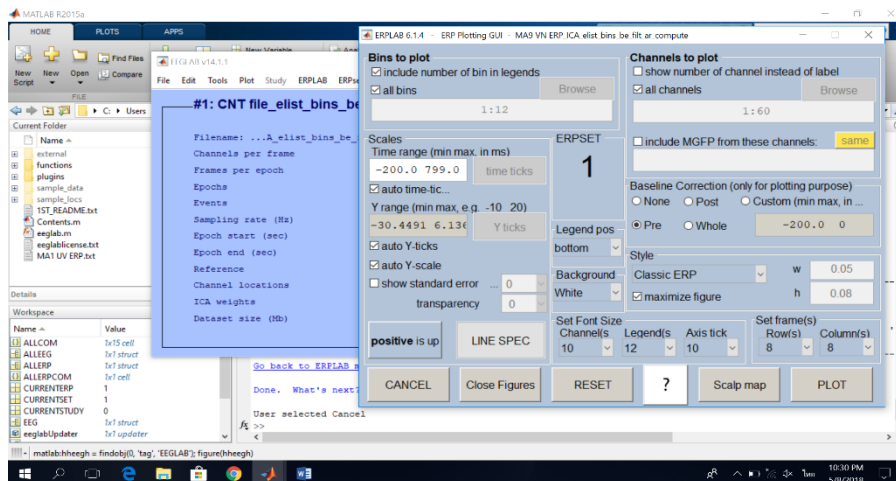 MATLAB R2015a
HOME
PLOTS
APPS
New Script
New
Open
Find Files
Compare
New Variable
FILE
C: ▸ Users
Current Folder
Name
external
functions
plugins
sample_data
sample_locs
1ST_README.txt
Contents.m
eeglab.m
eeglablicense.txt
MA1 UV ERP.txt
Details
Workspace
Name
Value
ALLCOM
1x15 cell
ALLEEG
1x1 struct
ALLERP
1x1 struct
ALLERPCOM
1x1 cell
CURRENTERP
1
CURRENTSET
1
CURRENTSTUDY
0
EEG
1x1 struct
eeglabUpdater
1x1 updater
EEGLAB v14.1.1
File Edit Tools Plot Study ERPLAB ERPse
#1: CNT file_elist_bins_be
Filename: ...A_elist_bins_be_
Channels per frame
Frames per epoch
Epochs
Events
Sampling rate (Hz)
Epoch start (sec)
Epoch end (sec)
Reference
Channel locations
ICA weights
Dataset size (Mb)
Go back to ERPLAB
Done. What's next?
User selected Cancel
fx >>
ERPLAB 6.1.4 - ERP Plotting GUI - MA9 VN ERP ICA elist bins be filt ar.compute
Bins to plot
include number of bin in legends
all bins
Browse
1:12
Channels to plot
show number of channel instead of label
all channels
Browse
1:60
include MGFP from these channels:
same
Scales
Time range (min max. in ms)
-200.0 799.0
time ticks
auto time-tic...
Y range (min max, e.g. -10 20)
-30.4491 6.136
Y ticks
auto Y-ticks
auto Y-scale
show standard error ... 0
transparency 0
positive is up
LINE SPEC
ERPSET
1
Legend pos
bottom
Background
White
Baseline Correction (only for plotting purpose)
None
Post
Custom (min max, in ...
Pre
Whole
-200.0 0
Style
Classic ERP
w 0.05
maximize figure
h 0.08
Set Font Size
Channel(s Legend(s Axis tick
10 12 10
Set frame(s)
Row(s) Column(s)
8 8
CANCEL
Close Figures
RESET
?
Scalp map
PLOT
matlab:hheegh = findobj(0, 'tag', 'EEGLAB'); figure(hheegh)
ไทย
10:30 PM
5/8/2018